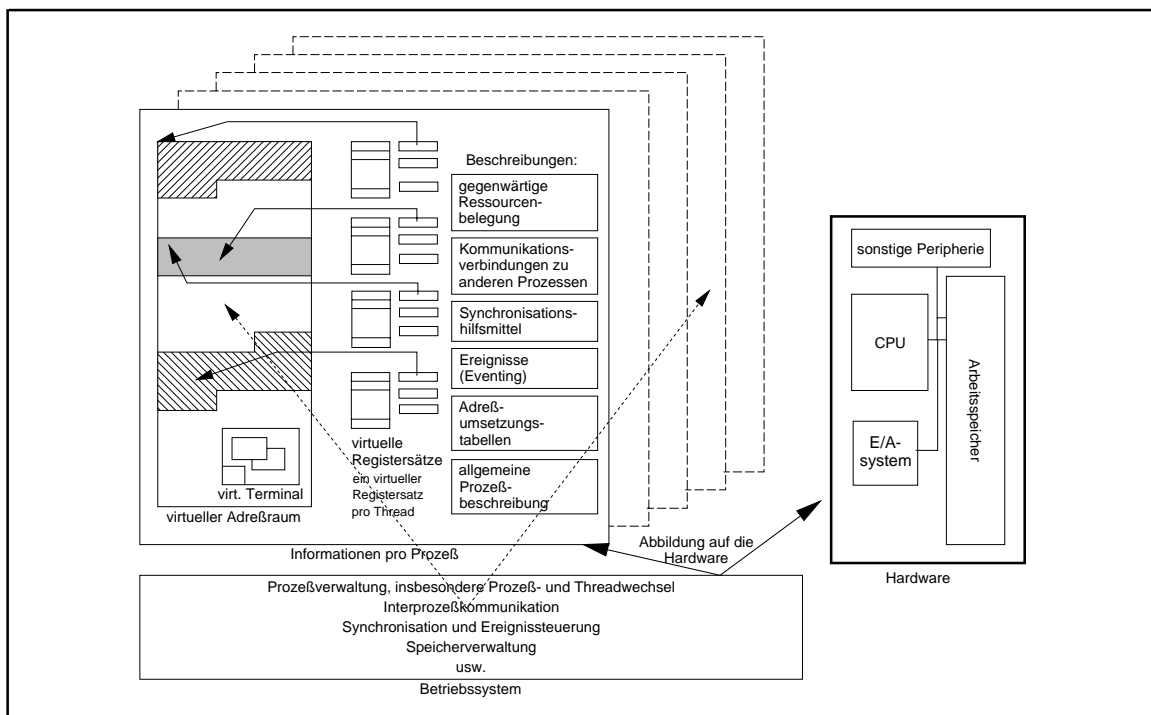 Beschreibungen:
gegenwärtige
Ressourcen-
belegung
Kommunikations-
verbindungen zu
anderen Prozessen
Synchronisations-
hilfsmittel
Ereignisse
(Eventing)
Adreß-
umsetzungs-
tabellen
allgemeine
Prozeß-
beschreibung
virtuelle
Registersätze
ein virtueller
Registersatz
pro Thread
virt. Terminal
virtueller Adreßraum
Informationen pro Prozeß
Abbildung auf die
Hardware
sonstige Peripherie
CPU
E/A-
system
Arbeitsspeicher
Hardware
Prozeßverwaltung, insbesondere Prozeß- und Threadwechsel
Interprozeßkommunikation
Synchronisation und Ereignissteuerung
Speicherverwaltung
usw.
Betriebssystem